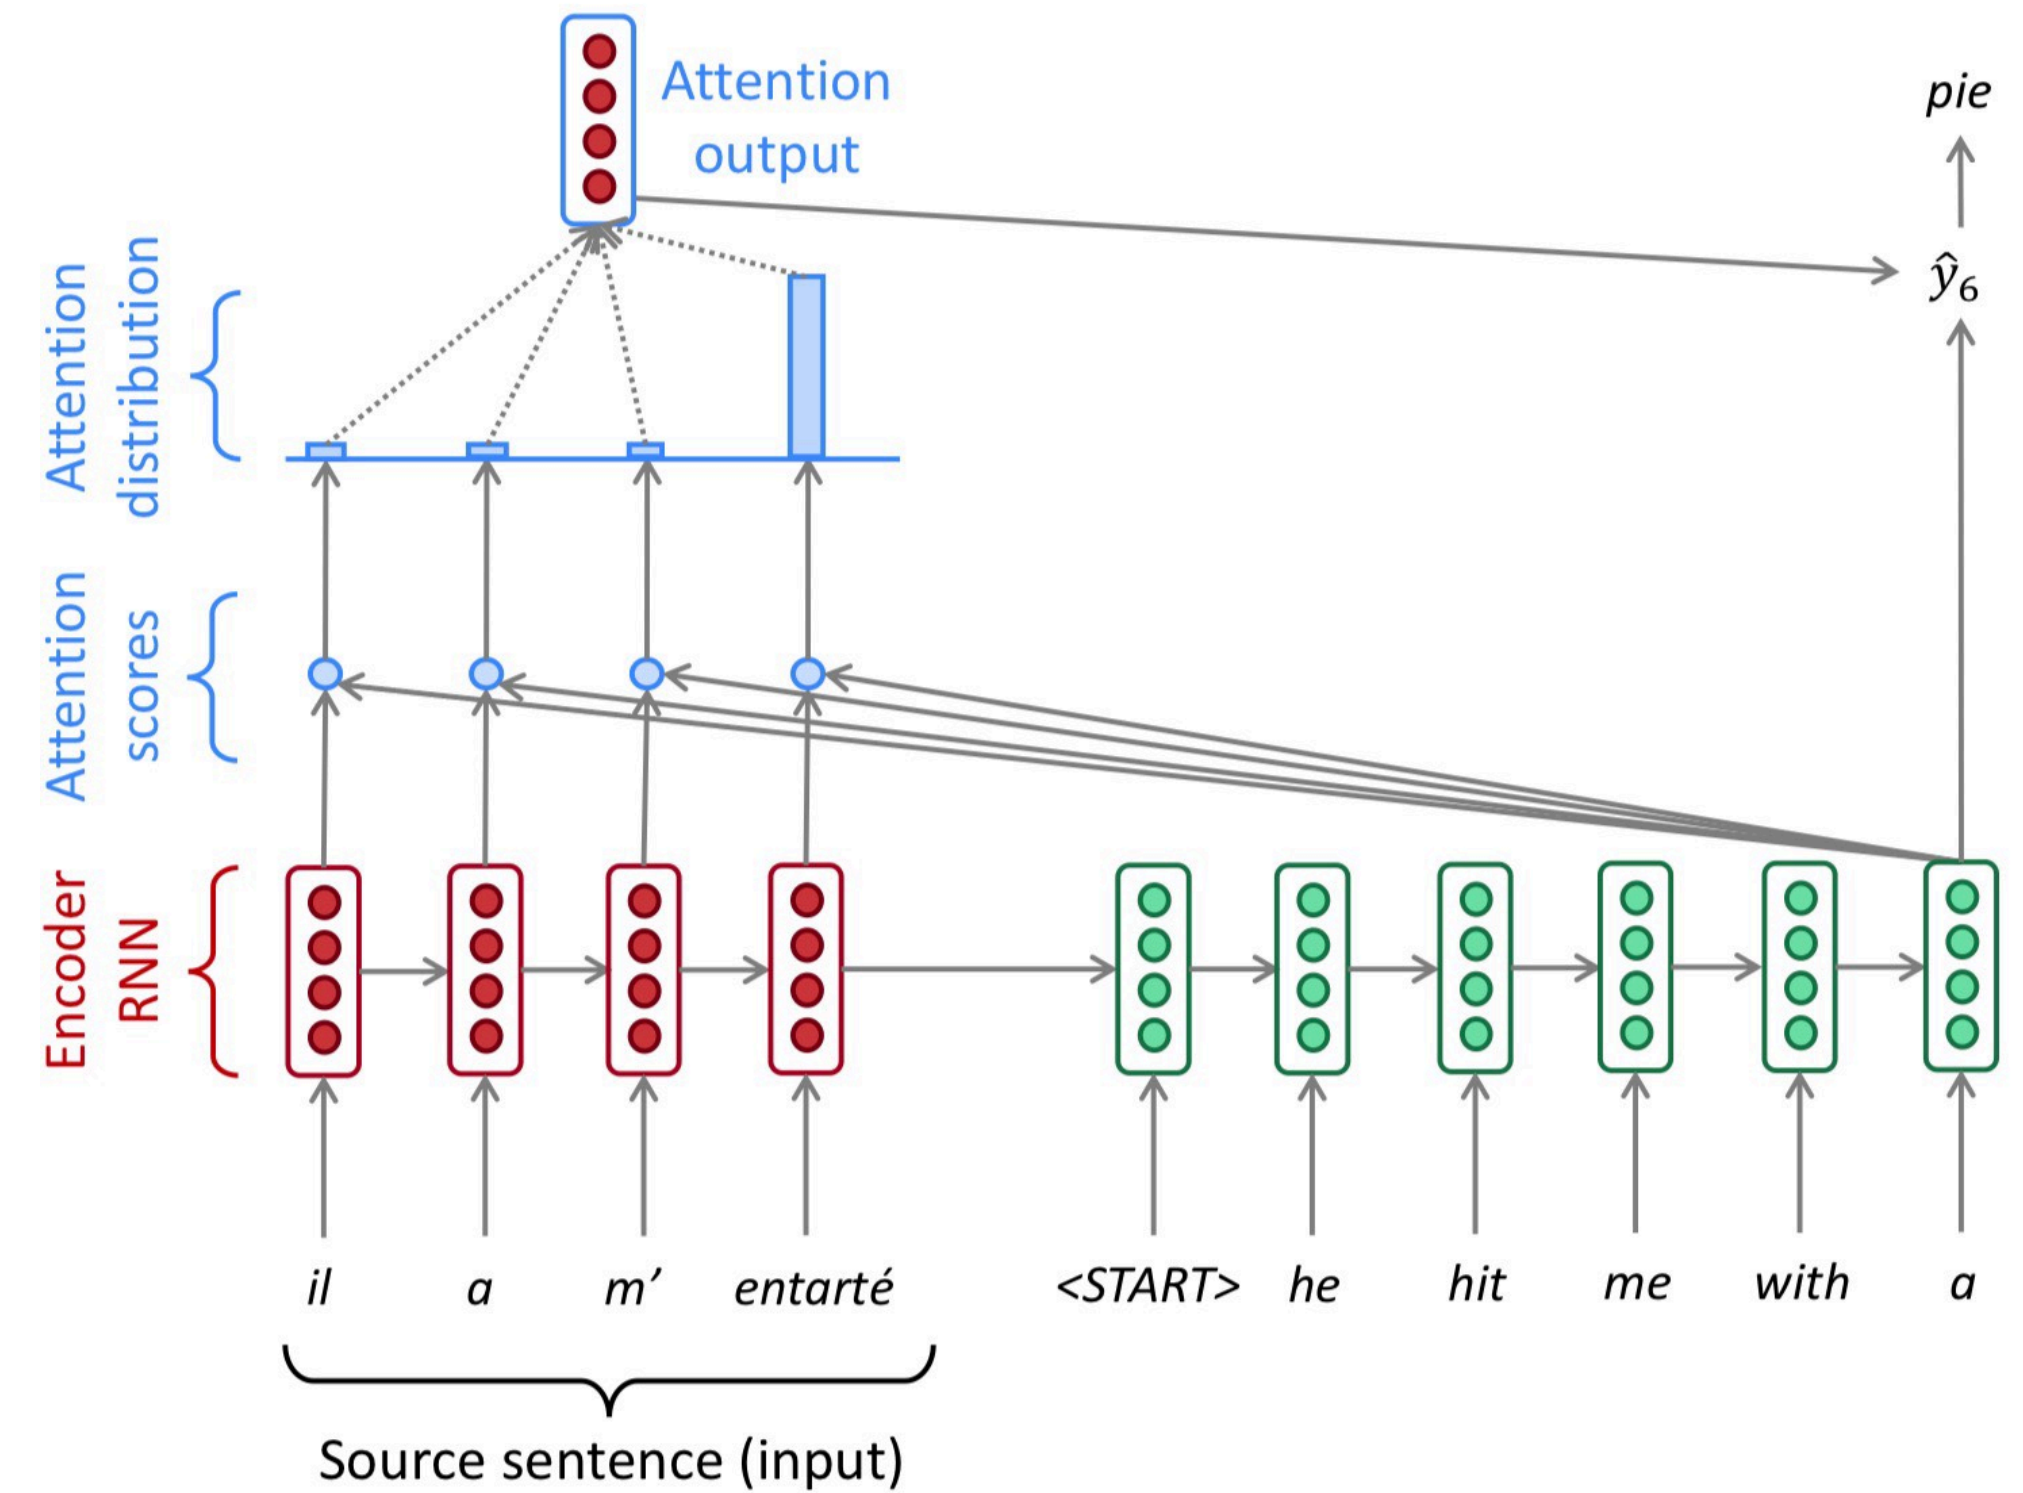 Attention
output
pie
ŷ₆
Attention
distribution
Attention
scores
Encoder
RNN
il a m’ entarté <START> he hit me with a
Source sentence (input)